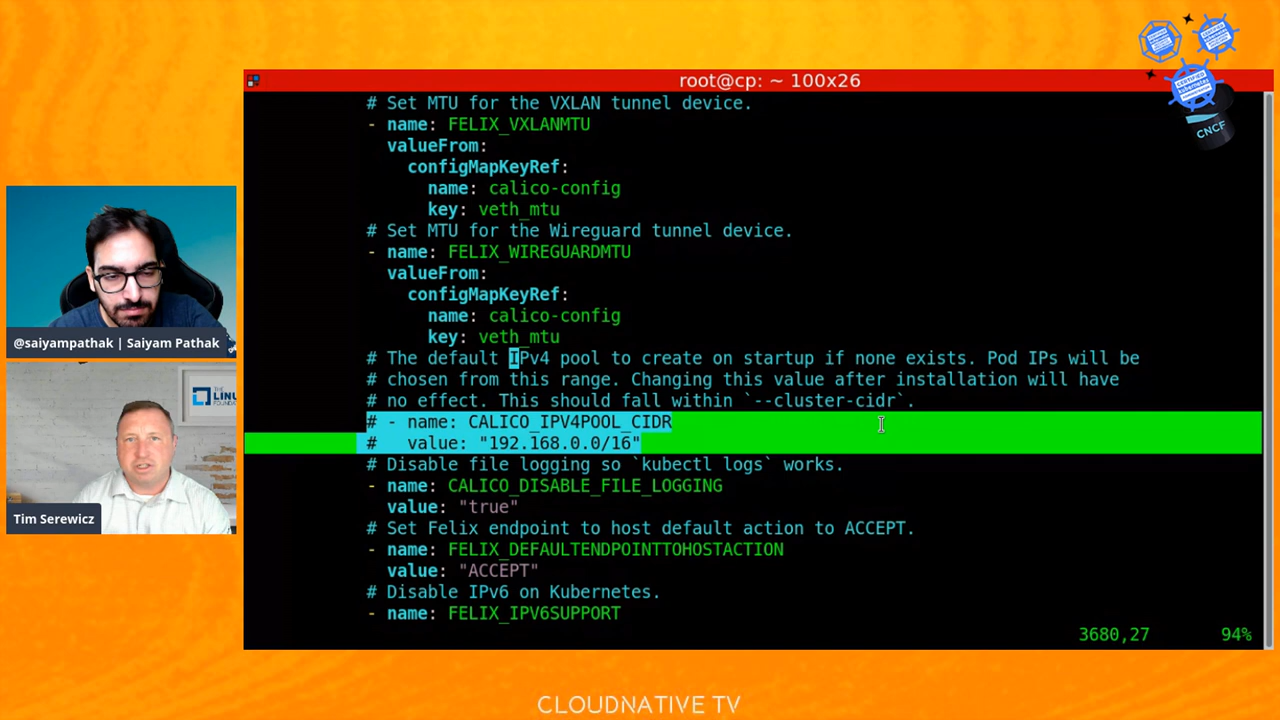 root@cp: ~ 100x26
# Set MTU for the VXLAN tunnel device.
- name: FELIX_VXLANMTU
valueFrom:
configMapKeyRef:
name: calico-config
key: veth_mtu
# Set MTU for the Wireguard tunnel device.
- name: FELIX_WIREGUARDMTU
valueFrom:
configMapKeyRef:
name: calico-config
key: veth_mtu
# The default IPv4 pool to create on startup if none exists. Pod IPs will be
# chosen from this range. Changing this value after installation will have
# no effect. This should fall within `--cluster-cidr`.
# - name: CALICO_IPV4POOL_CIDR
#   value: "192.168.0.0/16"
# Disable file logging so `kubectl logs` works.
- name: CALICO_DISABLE_FILE_LOGGING
value: "true"
# Set Felix endpoint to host default action to ACCEPT.
- name: FELIX_DEFAULTENDPOINTTOHOSTACTION
value: "ACCEPT"
# Disable IPv6 on Kubernetes.
- name: FELIX_IPV6SUPPORT
3680,27 94%
@saiyampathak | Saiyam Pathak
Tim Serewicz
CNCF
CLOUDNATIVE TV